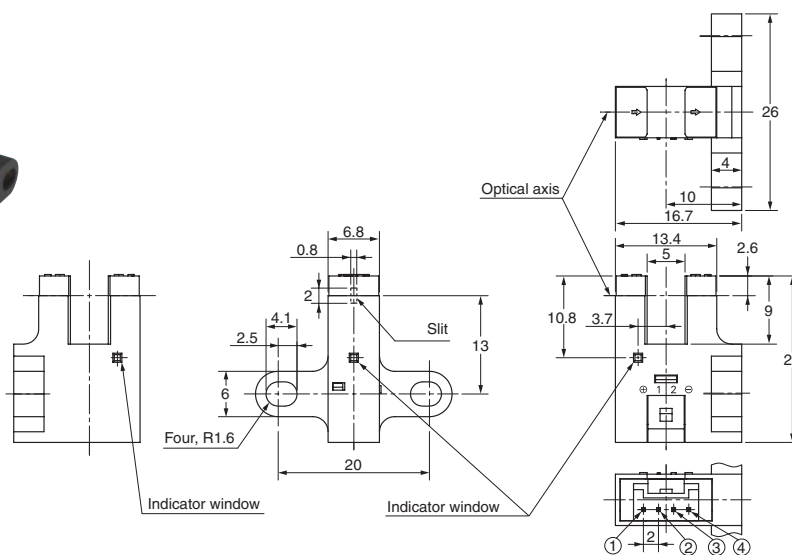 26
4
Optical axis
10
16.7
6.8
13.4
2.6
0.8
5
2
10.8
3.7
9
4.1
Slit
13
2.5
6
⊕ 1 2 ⊖
Four, R1.6
20
Indicator window
Indicator window
① 2 ② ③ ④